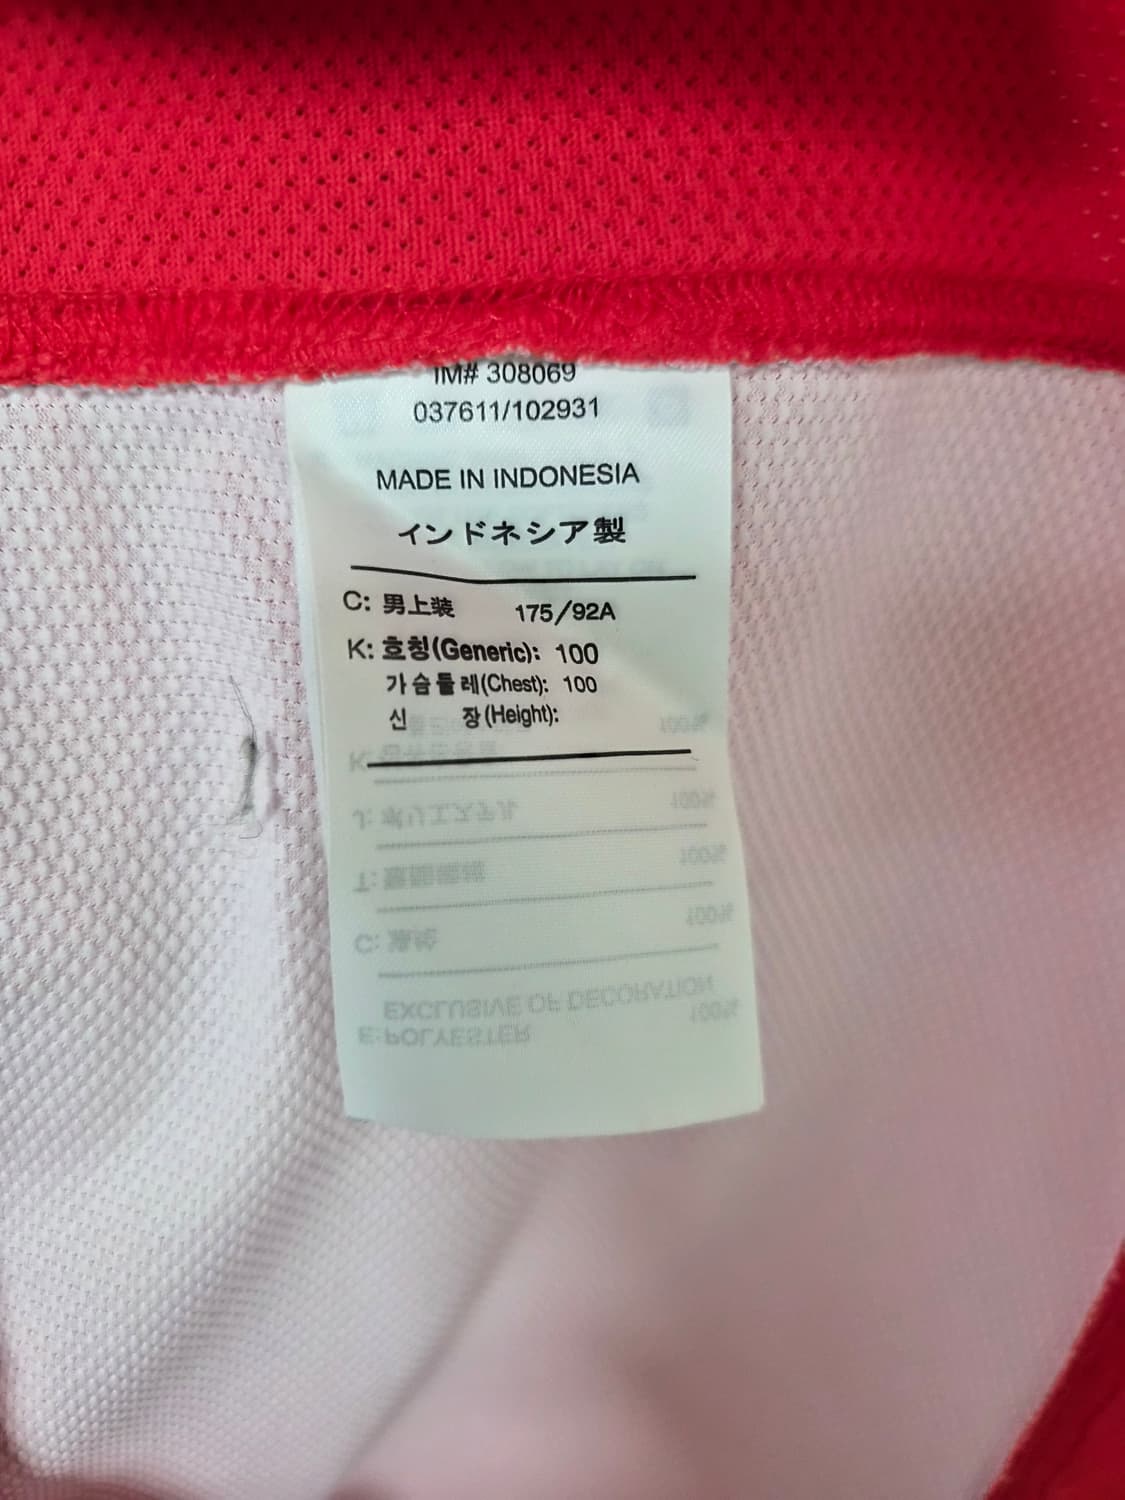 IM# 308069
037611/102931
MADE IN INDONESIA
インドネシア製
C: 男上装 175/92A
K: 호칭(Generic): 100
가슴둘레(Chest): 100
신 장(Height):